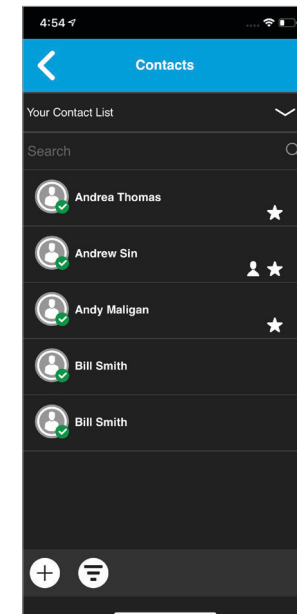 4:54
Contacts
Your Contact List
Search
Andrea Thomas
Andrew Sin
Andy Maligan
Bill Smith
Bill Smith